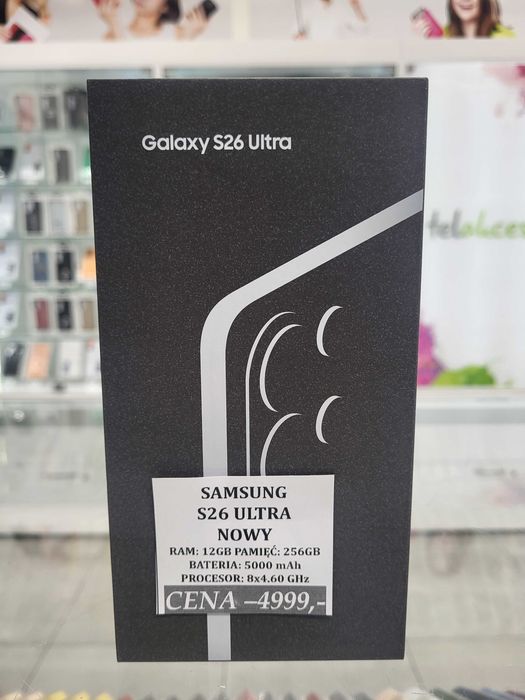 Galaxy S26 Ultra
telakces
SAMSUNG
S26 ULTRA
NOWY
RAM: 12GB PAMIĘĆ: 256GB
BATERIA: 5000 mAh
PROCESOR: 8x4.60 GHz
CENA –4999,-